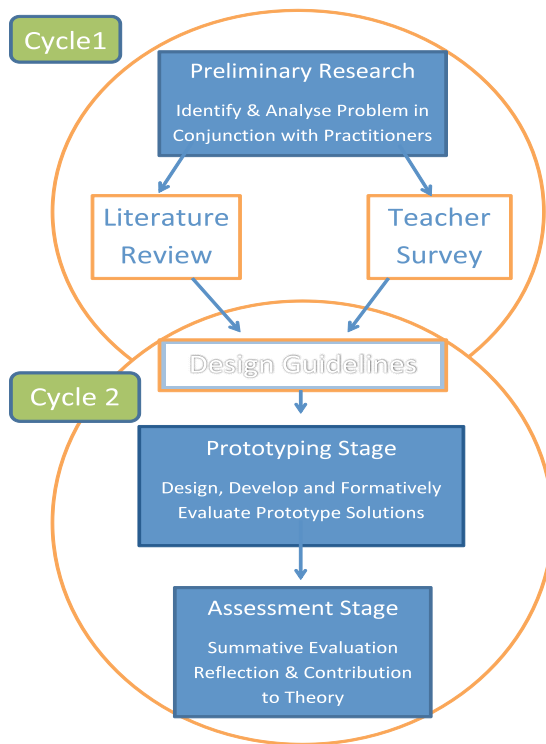 Cycle1
Preliminary Research
Identify & Analyse Problem in
Conjunction with Practitioners
Literature
Review
Teacher
Survey
Design Guidelines
Cycle 2
Prototyping Stage
Design, Develop and Formatively
Evaluate Prototype Solutions
Assessment Stage
Summative Evaluation
Reflection & Contribution
to Theory